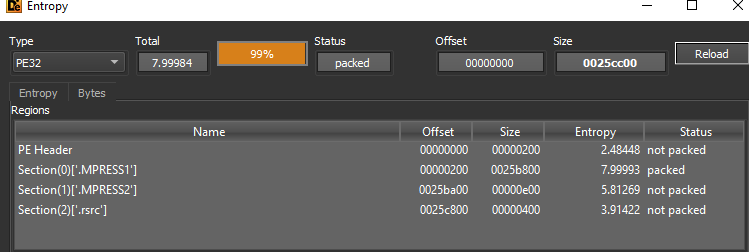 Entropy
Type Total Status Offset Size
PE32 7.99984 99% packed 00000000 0025cc00 Reload
Entropy Bytes
Regions
Name Offset Size Entropy Status
PE Header 00000000 00000200 2.48448 not packed
Section(0)['.MPRESS1'] 00000200 0025b800 7.99993 packed
Section(1)['.MPRESS2'] 0025ba00 00000e00 5.81269 not packed
Section(2)['.rsrc'] 0025c800 00000400 3.91422 not packed